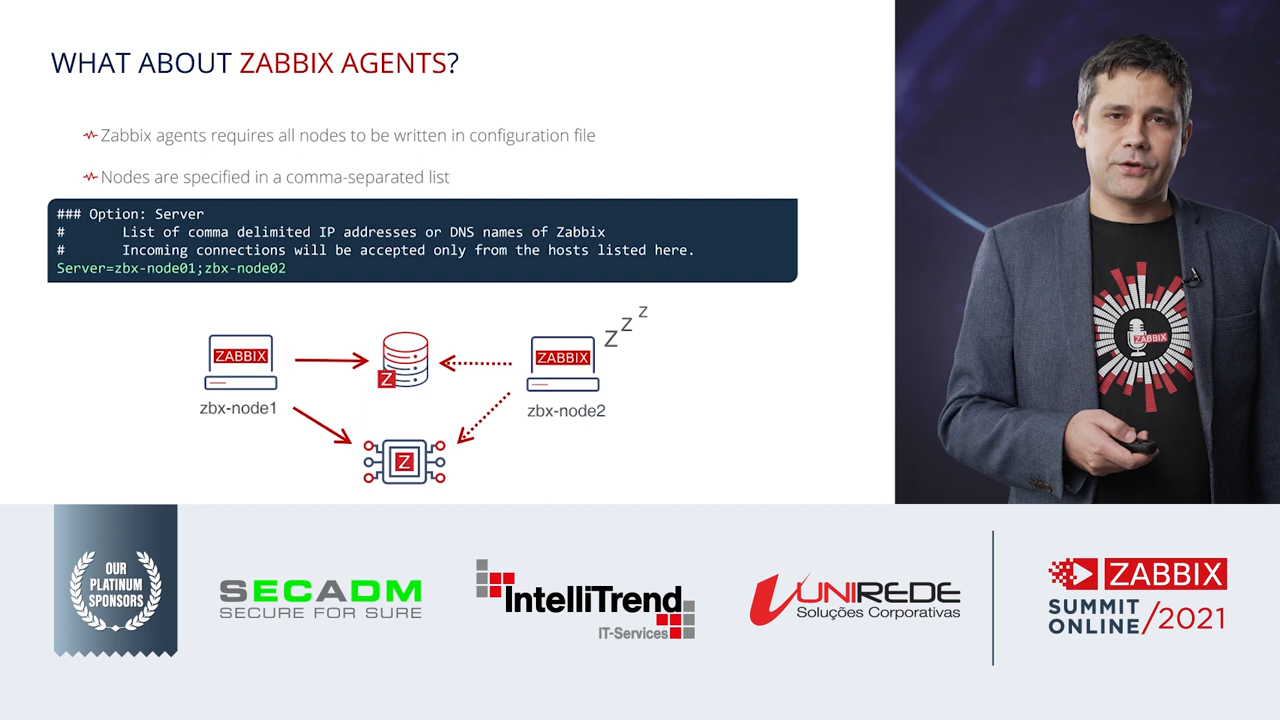 WHAT ABOUT ZABBIX AGENTS?
Zabbix agents requires all nodes to be written in configuration file
Nodes are specified in a comma-separated list
### Option: Server
# List of comma delimited IP addresses or DNS names of Zabbix
# Incoming connections will be accepted only from the hosts listed here.
Server=zbx-node01;zbx-node02
z
Z
Z
ZABBIX
Z
ZABBIX
zbx-node1
zbx-node2
Z
ZABBIX
OUR
PLATINUM
SPONSORS
SECADM
SECURE FOR SURE
IntelliTrend
IT-Services
UNIREDE
Soluções Corporativas
ZABBIX
SUMMIT
ONLINE/2021